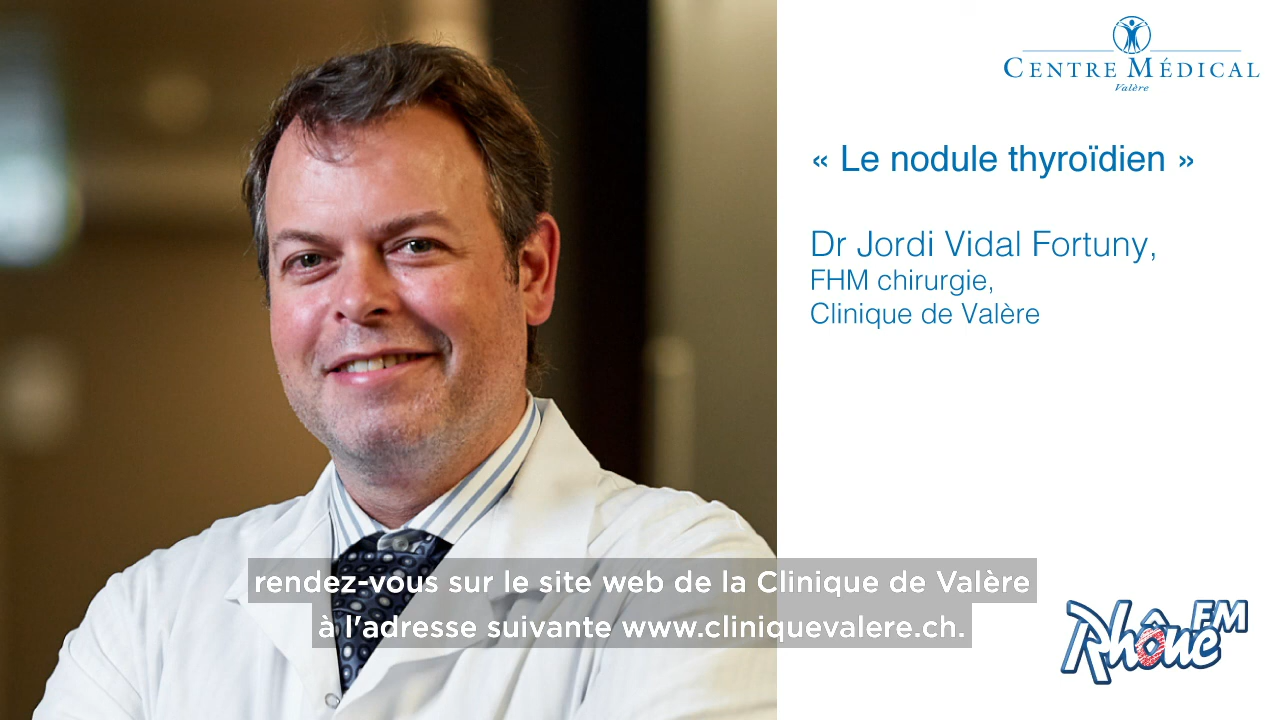 CENTRE MÉDICAL
Valère
« Le nodule thyroïdien »
Dr Jordi Vidal Fortuny,
FHM chirurgie,
Clinique de Valère
rendez-vous sur le site web de la Clinique de Valère
à l'adresse suivante www.cliniquevalere.ch.
Rhône FM